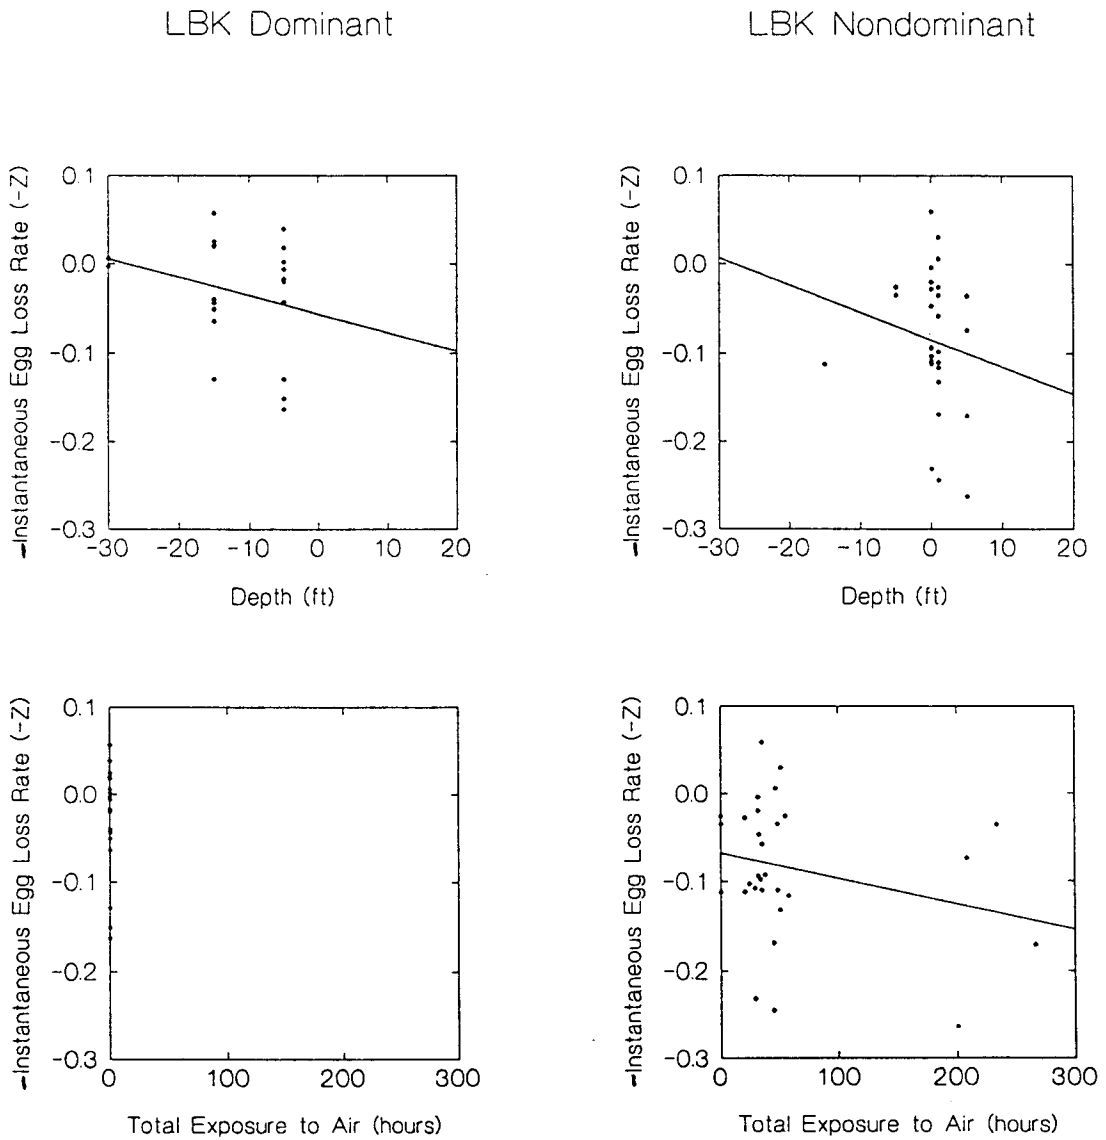 LBK Dominant
LBK Nondominant
-Instantaneous Egg Loss Rate (-Z)
0.1
0.0
-0.1
-0.2
-0.3
-30 -20 -10 0 10 20
Depth (ft)
-Instantaneous Egg Loss Rate (-Z)
0.1
0.0
-0.1
-0.2
-0.3
-30 -20 -10 0 10 20
Depth (ft)
-Instantaneous Egg Loss Rate (-Z)
0.1
0.0
-0.1
-0.2
-0.3
0 100 200 300
Total Exposure to Air (hours)
-Instantaneous Egg Loss Rate (-Z)
0.1
0.0
-0.1
-0.2
-0.3
0 100 200 300
Total Exposure to Air (hours)